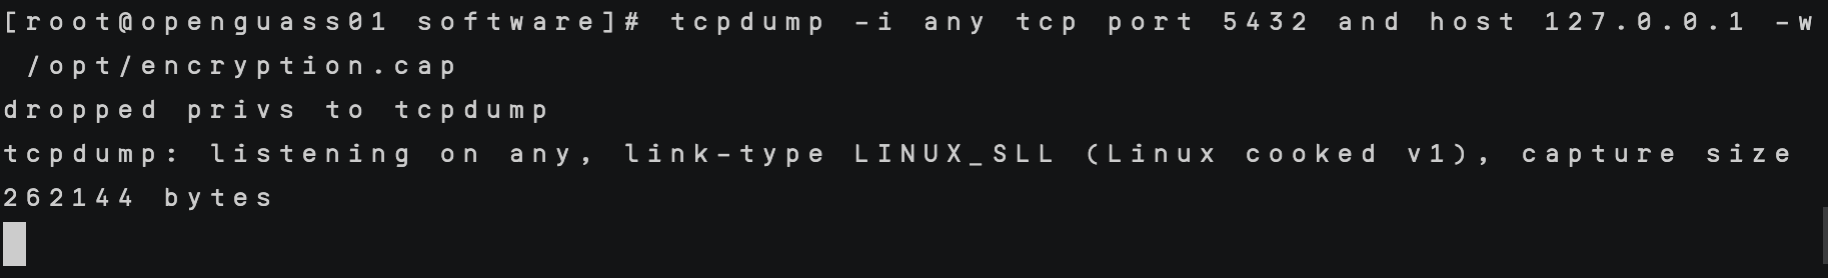 [root@openguass01 software]# tcpdump -i any tcp port 5432 and host 127.0.0.1 -w
 /opt/encryption.cap
dropped privs to tcpdump
tcpdump: listening on any, link-type LINUX_SLL (Linux cooked v1), capture size
262144 bytes